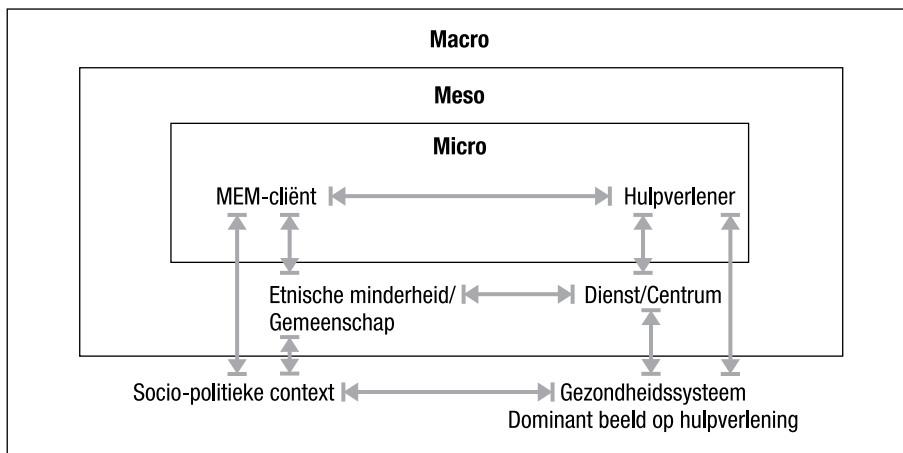 Macro
Meso
Micro
MEM-cliënt Hulpverlener
Etnische minderheid/ Dienst/Centrum
Gemeenschap
Socio-politieke context Gezondheidssysteem
Dominant beeld op hulpverlening